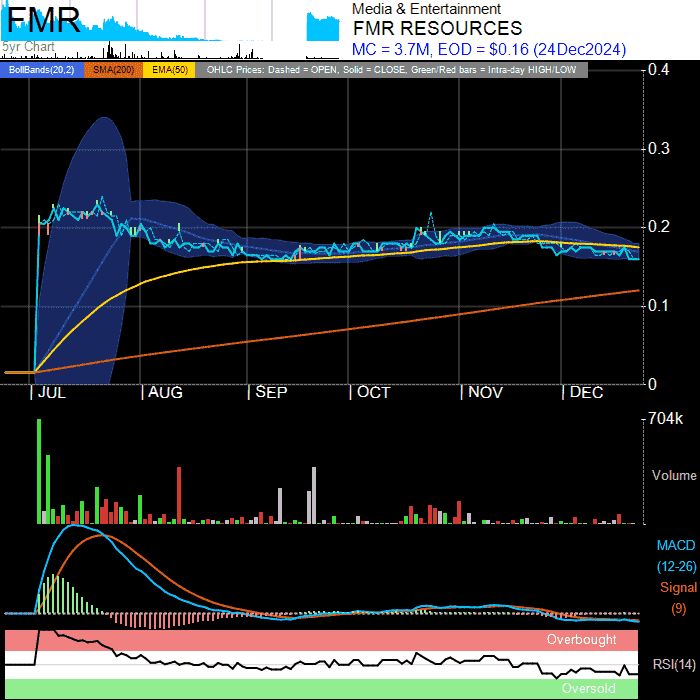 FMR
5yr Chart
Media & Entertainment
FMR RESOURCES
MC = 3.7M, EOD = $0.16 (24Dec2024)
BollBands(20,2) SMA(200) EMA(50) OHLC Prices: Dashed = OPEN, Solid = CLOSE, Green/Red bars = Intra-day HIGH/LOW
0.4
0.3
0.2
0.1
0
JUL AUG SEP OCT NOV DEC
704k
Volume
MACD
(12-26)
Signal
(9)
Overbought
RSI(14)
Oversold